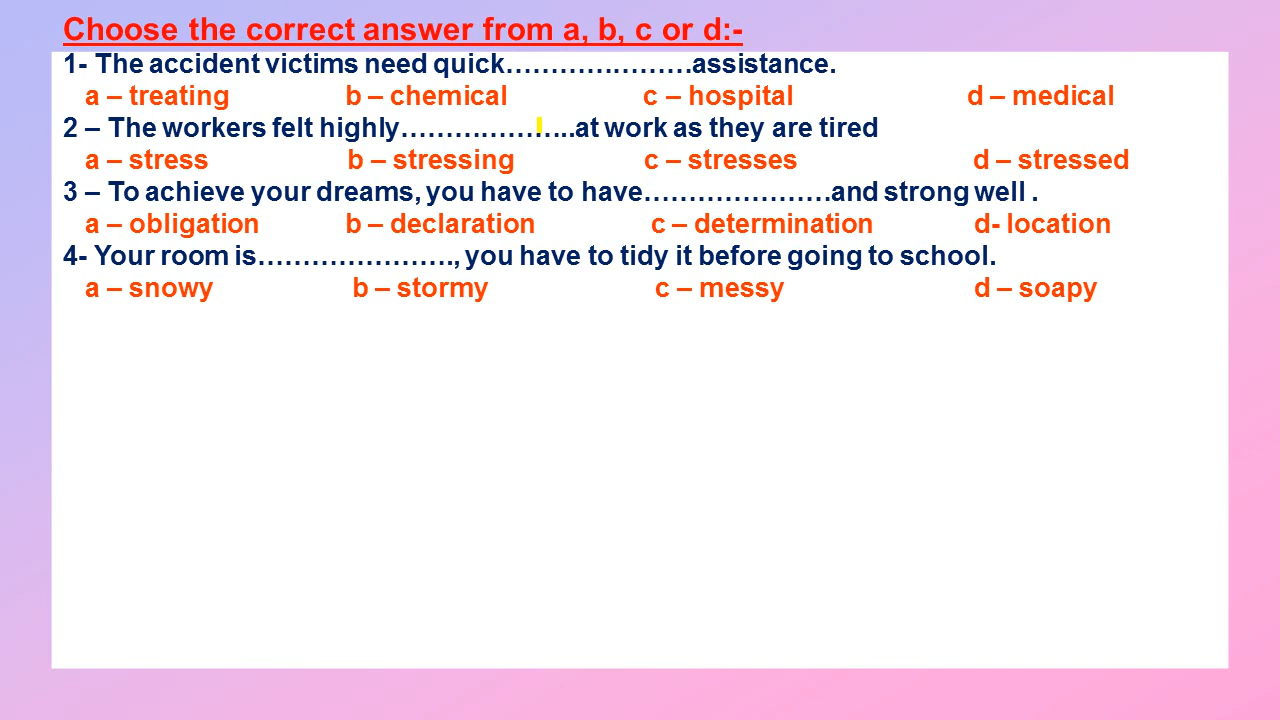 Choose the correct answer from a, b, c or d:-
1- The accident victims need quick…………………assistance.
a – treating b – chemical c – hospital d – medical
2 – The workers felt highly………………..at work as they are tired
a – stress b – stressing c – stresses d – stressed
3 – To achieve your dreams, you have to have…………………and strong well .
a – obligation b – declaration c – determination d- location
4- Your room is…………………., you have to tidy it before going to school.
a – snowy b – stormy c – messy d – soapy